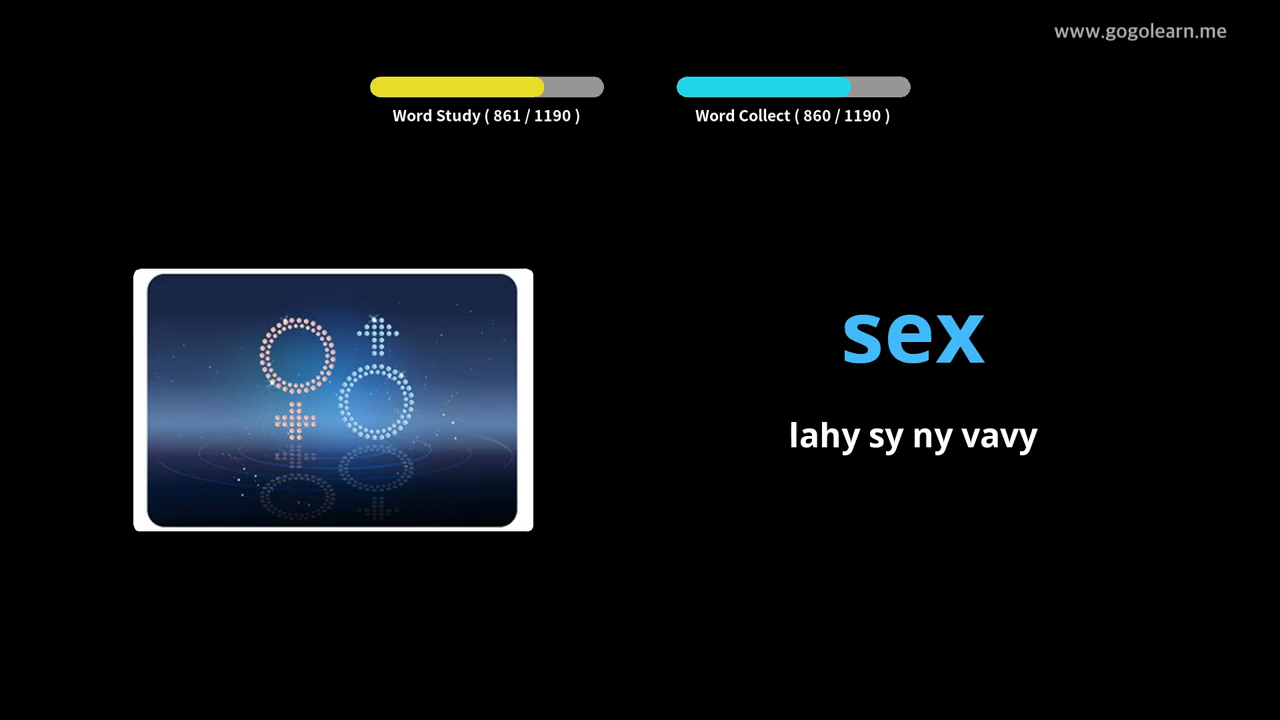 www.gogolearn.me
Word Study ( 861 / 1190 )
Word Collect ( 860 / 1190 )
sex
lahy sy ny vavy